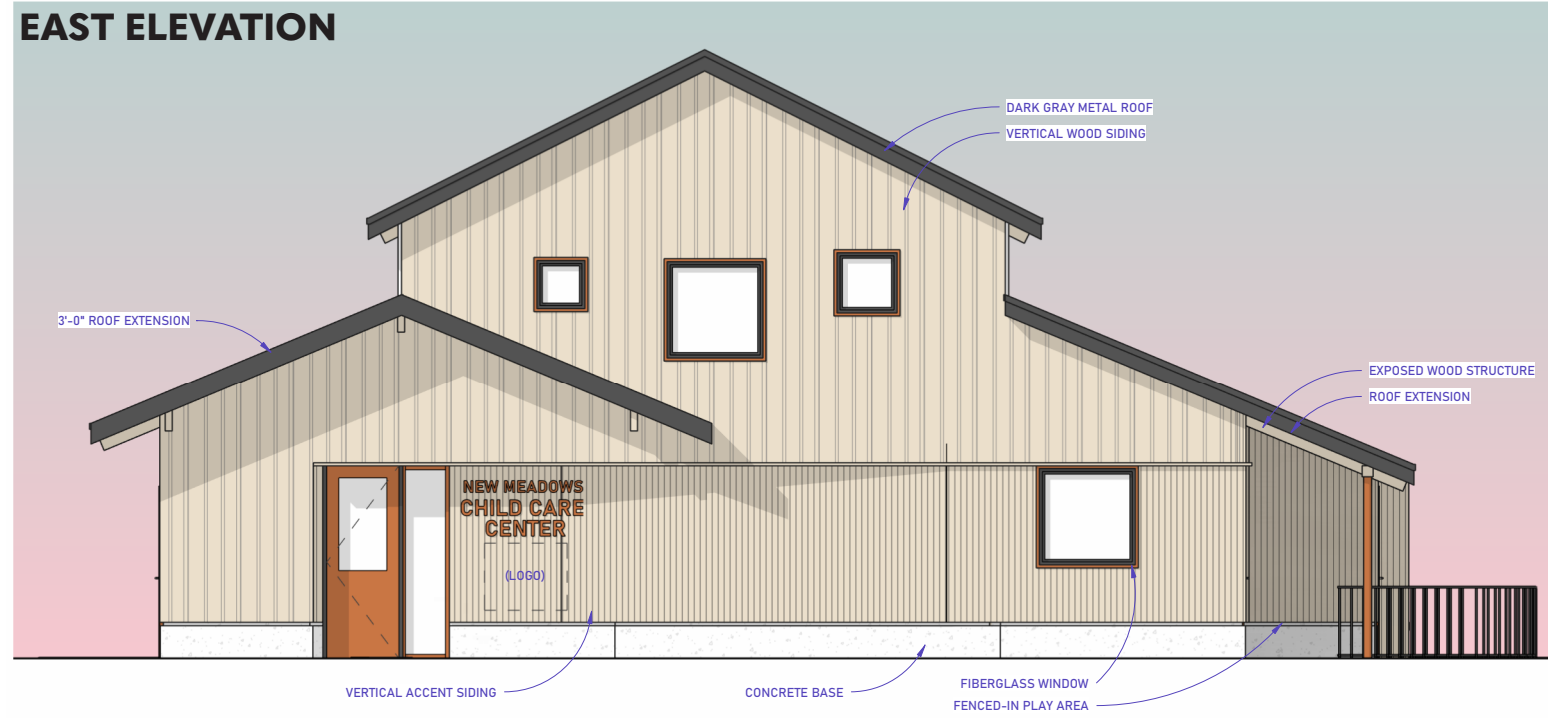 EAST ELEVATION
DARK GRAY METAL ROOF
VERTICAL WOOD SIDING
3'-0" ROOF EXTENSION
EXPOSED WOOD STRUCTURE
ROOF EXTENSION
NEW MEADOWS
CHILD CARE
CENTER
(LOGO)
VERTICAL ACCENT SIDING
CONCRETE BASE
FIBERGLASS WINDOW
FENCED-IN PLAY AREA